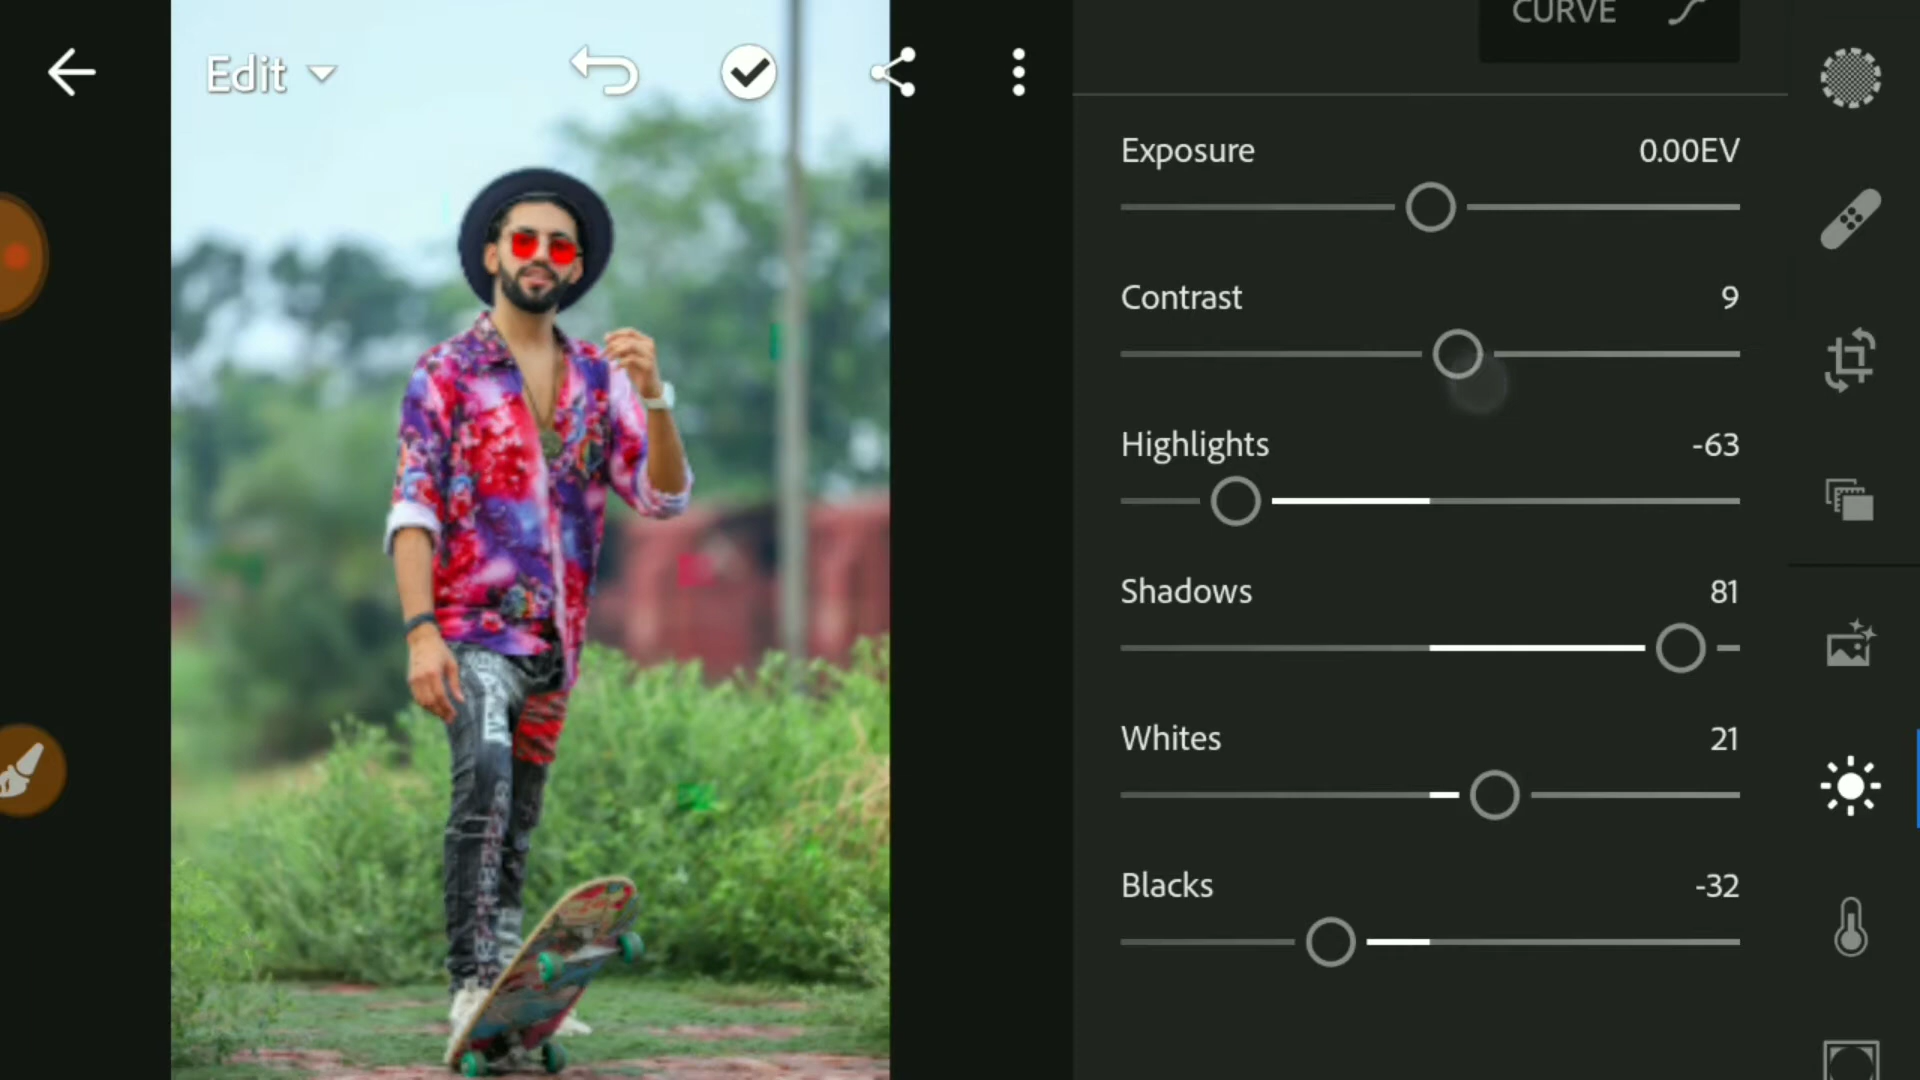 Edit
CURVE
Exposure 0.00EV
Contrast 9
Highlights -63
Shadows 81
Whites 21
Blacks -32